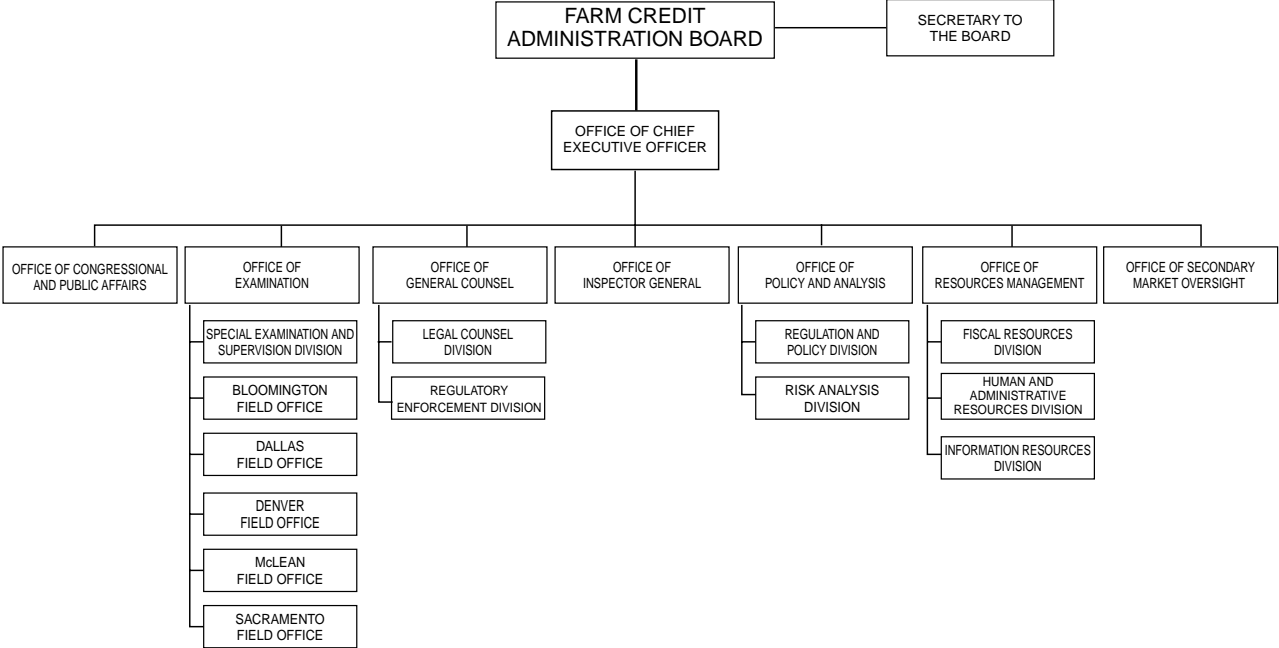 FARM CREDIT
ADMINISTRATION BOARD
SECRETARY TO
THE BOARD
OFFICE OF CHIEF
EXECUTIVE OFFICER
OFFICE OF CONGRESSIONAL
AND PUBLIC AFFAIRS
OFFICE OF
EXAMINATION
OFFICE OF
GENERAL COUNSEL
OFFICE OF
INSPECTOR GENERAL
OFFICE OF
POLICY AND ANALYSIS
OFFICE OF
RESOURCES MANAGEMENT
OFFICE OF SECONDARY
MARKET OVERSIGHT
SPECIAL EXAMINATION AND
SUPERVISION DIVISION
BLOOMINGTON
FIELD OFFICE
DALLAS
FIELD OFFICE
DENVER
FIELD OFFICE
McLEAN
FIELD OFFICE
SACRAMENTO
FIELD OFFICE
LEGAL COUNSEL
DIVISION
REGULATORY
ENFORCEMENT DIVISION
REGULATION AND
POLICY DIVISION
RISK ANALYSIS
DIVISION
FISCAL RESOURCES
DIVISION
HUMAN AND
ADMINISTRATIVE
RESOURCES DIVISION
INFORMATION RESOURCES
DIVISION